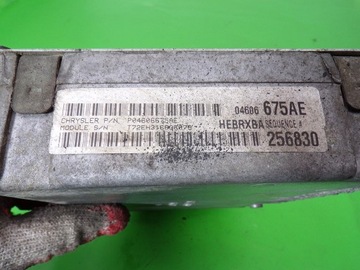 04606 675AE
CHRYSLER P/N P04606675AE
HEBRXBA SEQUENCE #
MODULE S/N
256830